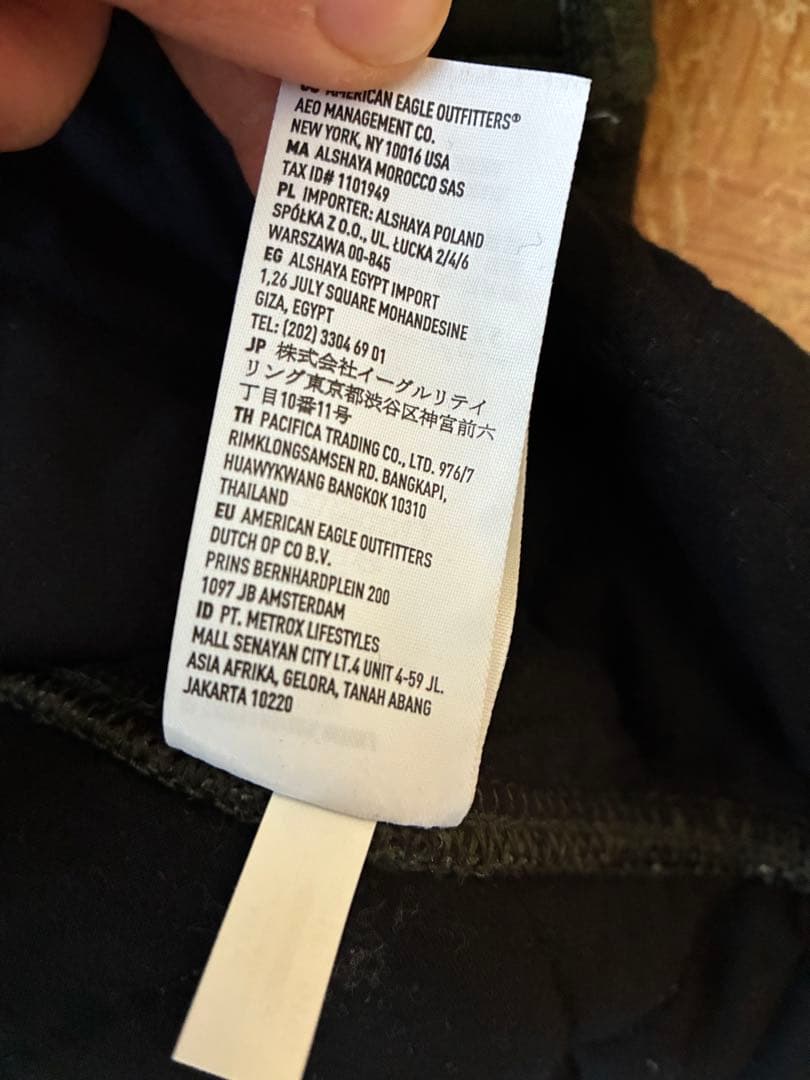 AMERICAN EAGLE OUTFITTERS®
AEO MANAGEMENT CO.
NEW YORK, NY 10016 USA
MA ALSHAYA MOROCCO SAS
TAX ID# 1101949
PL IMPORTER: ALSHAYA POLAND
SPÓŁKA Z O.O., UL. ŁUCKA 2/4/6
WARSZAWA 00-845
EG ALSHAYA EGYPT IMPORT
1,26 JULY SQUARE MOHANDESINE
GIZA, EGYPT
TEL: (202) 3304 69 01
JP 株式会社イーグルリテイ
リング東京都渋谷区神宮前六
丁目10番11号
TH PACIFICA TRADING CO., LTD. 976/7
RIMKLONGSAMSEN RD. BANGKAPI,
HUAWYKWANG BANGKOK 10310
THAILAND
EU AMERICAN EAGLE OUTFITTERS
DUTCH OP CO B.V.
PRINS BERNHARDPLEIN 200
1097 JB AMSTERDAM
ID PT. METROX LIFESTYLES
MALL SENAYAN CITY LT.4 UNIT 4-59 JL.
ASIA AFRIKA, GELORA, TANAH ABANG
JAKARTA 10220